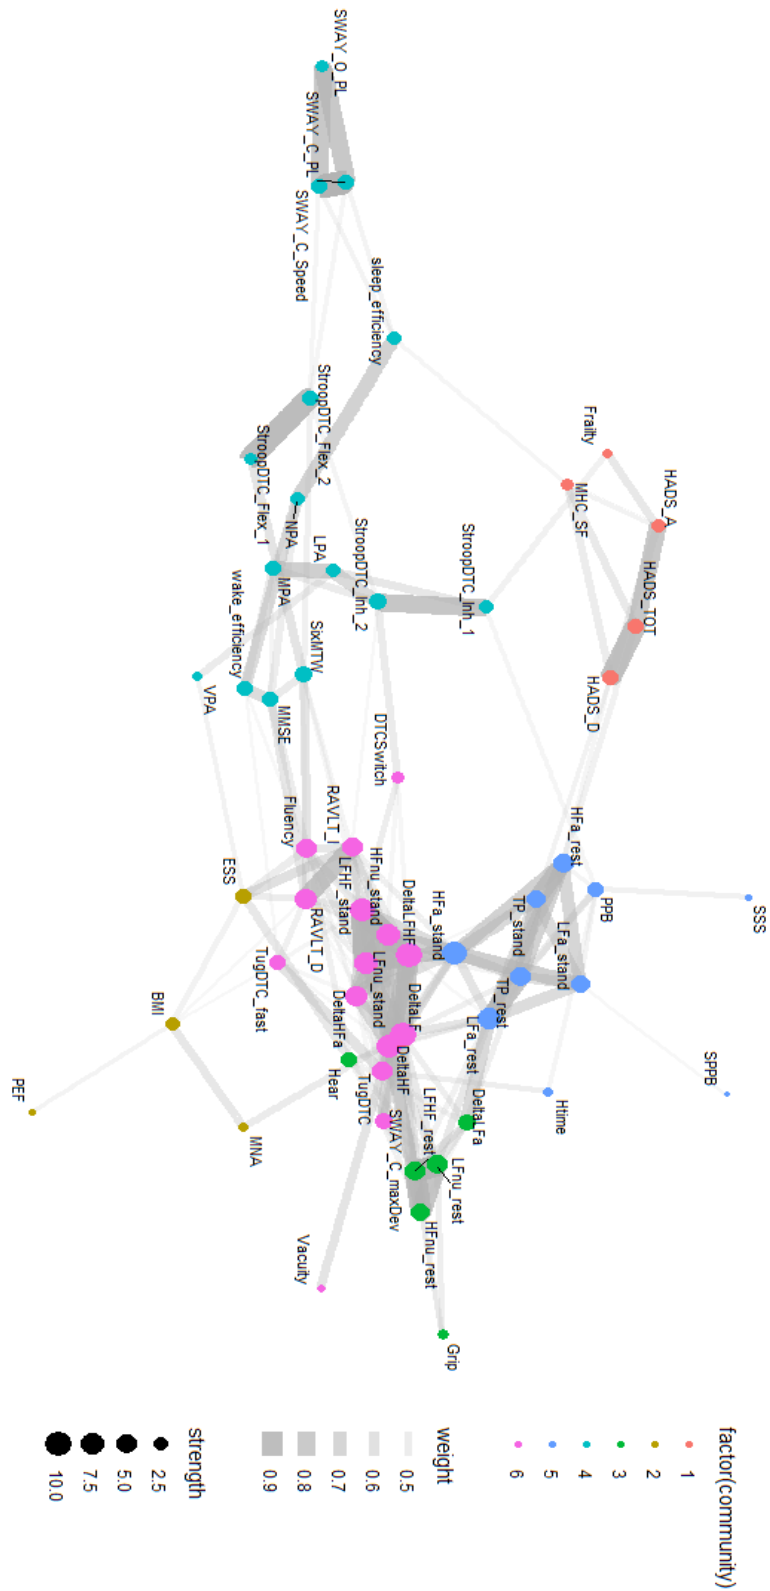 SWAY_O_PL
SWAY_C_PL
SWAY_C_Speed
sleep_efficiency
StroopDTC_Flex_2
StroopDTC_Flex_1
NPA
LPA
MPA
wake_efficiency
StroopDTC_Inh_2
StroopDTC_Inh_1
SixMTW
MMSE
VPA
Frailty
MHC_SF
HADS_A
HADS_TOT
HADS_D
DTCSwitch
Fluency
RAVLT_I
RAVLT_D
ESS
LFHF_stand
HFnu_stand
DeltaLFHF
LFnu_stand
HFa_stand
HFa_rest
TP_stand
PPB
LFa_stand
SSS
TP_rest
LFa_rest
SPPB
Htime
TugDTC_fast
BMI
PEF
MNA
DeltaHFa
Hear
DeltaLF
DeltaHF
TugDTC
SWAY_C_maxDev
DeltaLFa
LFHF_rest
LFnu_rest
HFnu_rest
Vacuity
Grip
factor(community)
1
2
3
4
5
6
weight
0.5
0.6
0.7
0.8
0.9
strength
2.5
5.0
7.5
10.0